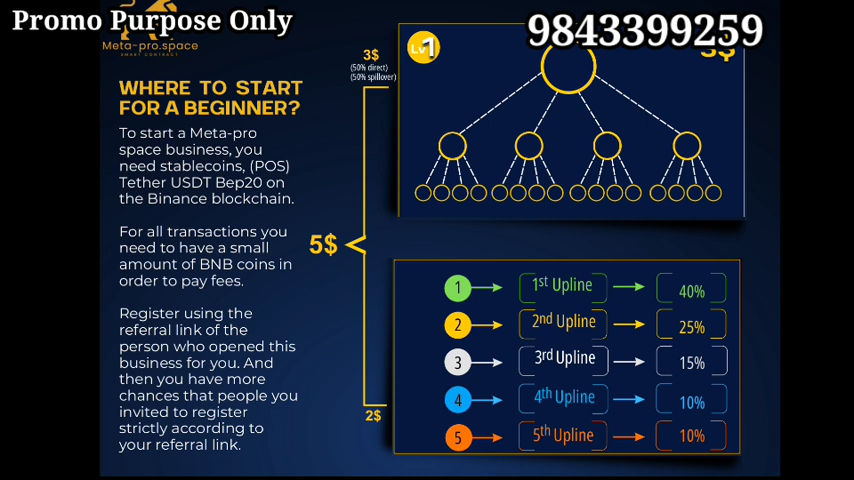 Promo Purpose Only
9843399259
Meta-pro.space
SMART CONTRACT
WHERE TO START
FOR A BEGINNER?
To start a Meta-pro
space business, you
need stablecoins, (POS)
Tether USDT Bep20 on
the Binance blockchain.
For all transactions you
need to have a small
amount of BNB coins in
order to pay fees.
Register using the
referral link of the
person who opened this
business for you. And
then you have more
chances that people you
invited to register
strictly according to
your referral link.
5$
3$
(50% direct)
(50% spillover)
2$
Lv 1
3$
1 1st Upline 40%
2 2nd Upline 25%
3 3rd Upline 15%
4 4th Upline 10%
5 5th Upline 10%